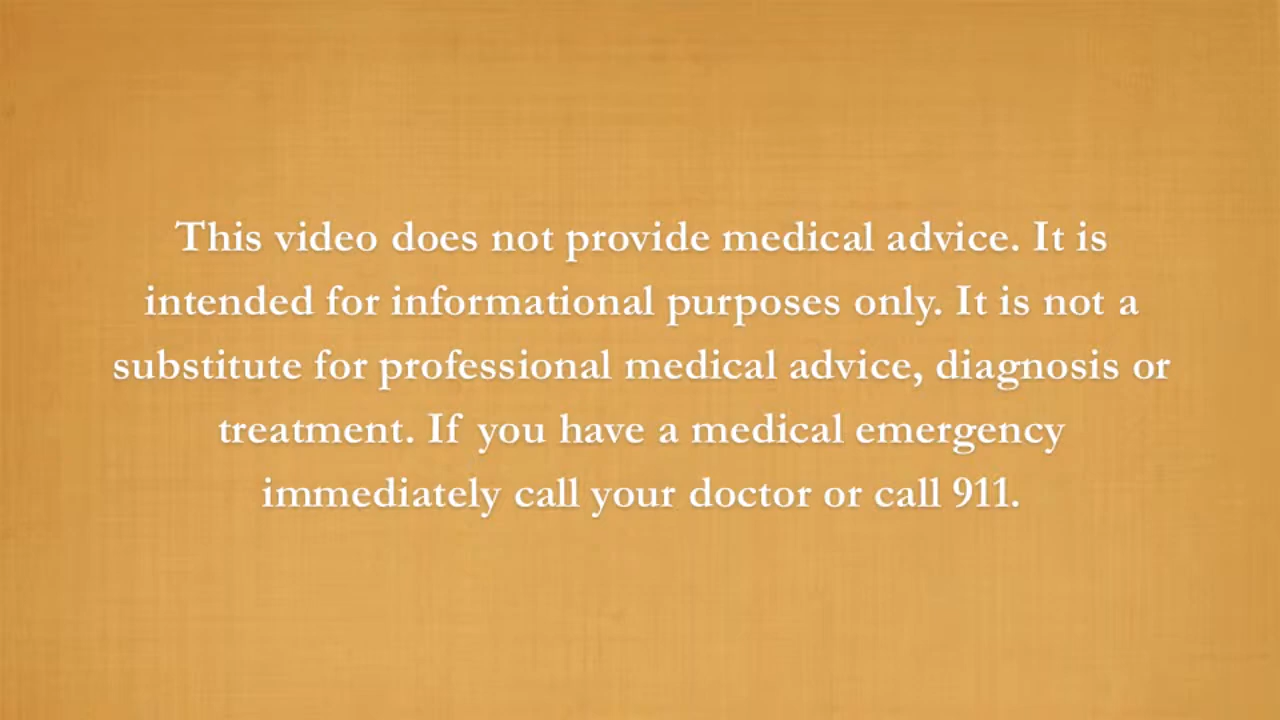 This video does not provide medical advice. It is
intended for informational purposes only. It is not a
substitute for professional medical advice, diagnosis or
treatment. If you have a medical emergency
immediately call your doctor or call 911.